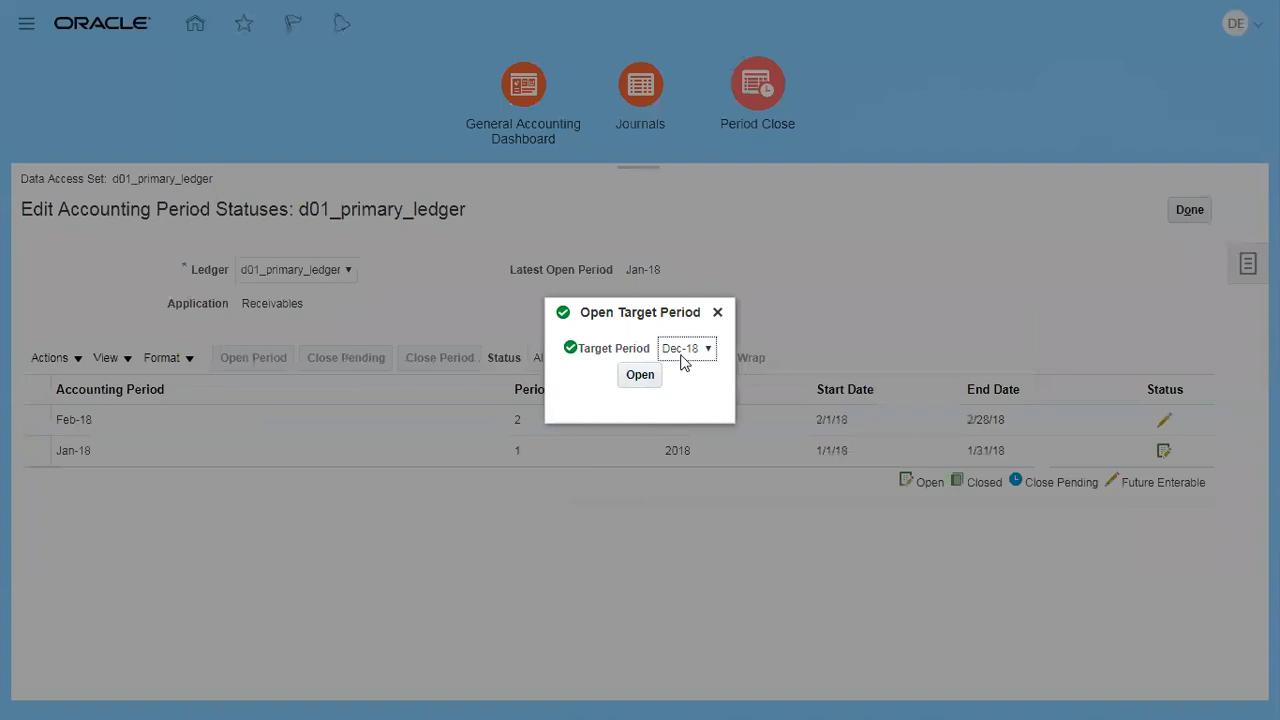 ORACLE
DE
General Accounting Dashboard
Journals
Period Close
Data Access Set: d01_primary_ledger
Edit Accounting Period Statuses: d01_primary_ledger
Done
* Ledger d01_primary_ledger Latest Open Period Jan-18
Application Receivables
Open Target Period
Target Period Dec-18
Open
Actions View Format Open Period Close Pending Close Period Status Al Wrap
Accounting Period Perio Start Date End Date Status
Feb-18 2 2/1/18 2/28/18
Jan-18 1 2018 1/1/18 1/31/18
Open Closed Close Pending Future Enterable